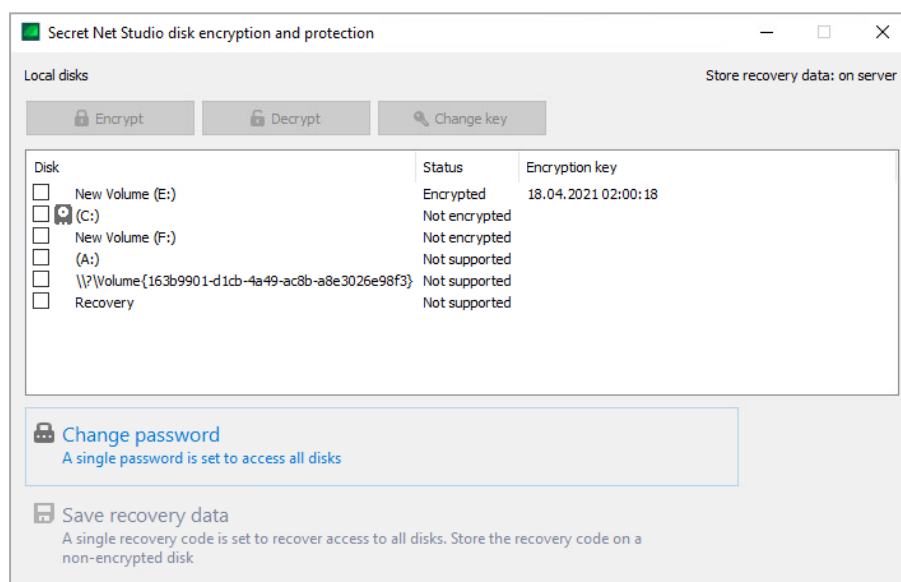 Secret Net Studio disk encryption and protection
Local disks Store recovery data: on server
Encrypt Decrypt Change key
Disk Status Encryption key
New Volume (E:) Encrypted 18.04.2021 02:00:18
(C:) Not encrypted
New Volume (F:) Not encrypted
(A:) Not supported
\\?\Volume{163b9901-d1cb-4a49-ac8b-a8e3026e98f3} Not supported
Recovery Not supported
Change password
A single password is set to access all disks
Save recovery data
A single recovery code is set to recover access to all disks. Store the recovery code on a
non-encrypted disk